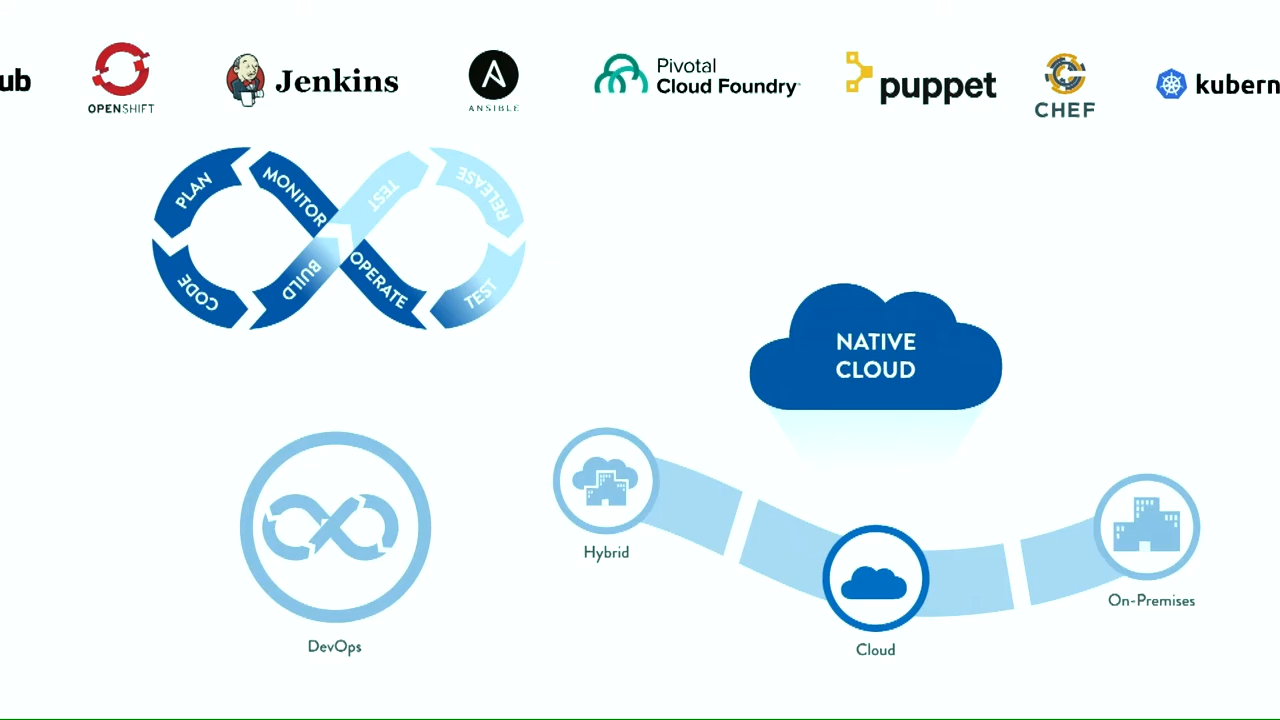 ub
OPENSHIFT
Jenkins
ANSIBLE
Pivotal
Cloud Foundry
puppet
CHEF
kubern
PLAN
MONITOR
TEST
RELEASE
CODE
BUILD
OPERATE
TEST
NATIVE
CLOUD
Hybrid
DevOps
Cloud
On-Premises